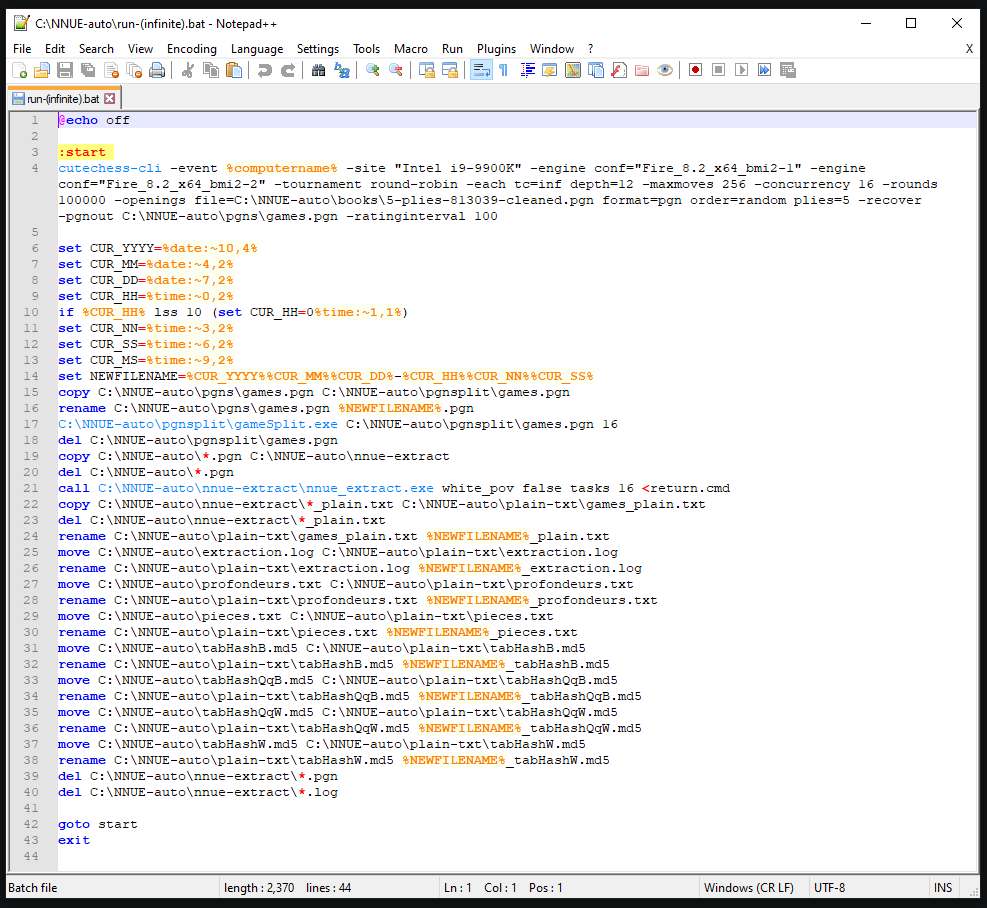 C:\NNUE-auto\run-(infinite).bat - Notepad++
File Edit Search View Encoding Language Settings Tools Macro Run Plugins Window ? X
run-(infinite).bat
1 @echo off
2
3 :start
4 cutechess-cli -event %computername% -site "Intel i9-9900K" -engine conf="Fire_8.2_x64_bmi2-1" -engine
conf="Fire_8.2_x64_bmi2-2" -tournament round-robin -each tc=inf depth=12 -maxmoves 256 -concurrency 16 -rounds
100000 -openings file=C:\NNUE-auto\books\5-plies-813039-cleaned.pgn format=pgn order=random plies=5 -recover
-pgnout C:\NNUE-auto\pgns\games.pgn -ratinginterval 100
5
6 set CUR_YYYY=%date:~10,4%
7 set CUR_MM=%date:~4,2%
8 set CUR_DD=%date:~7,2%
9 set CUR_HH=%time:~0,2%
10 if %CUR_HH% lss 10 (set CUR_HH=0%time:~1,1%)
11 set CUR_NN=%time:~3,2%
12 set CUR_SS=%time:~6,2%
13 set CUR_MS=%time:~9,2%
14 set NEWFILENAME=%CUR_YYYY%%CUR_MM%%CUR_DD%-%CUR_HH%%CUR_NN%%CUR_SS%
15 copy C:\NNUE-auto\pgns\games.pgn C:\NNUE-auto\pgnsplit\games.pgn
16 rename C:\NNUE-auto\pgns\games.pgn %NEWFILENAME%.pgn
17 C:\NNUE-auto\pgnsplit\gameSplit.exe C:\NNUE-auto\pgnsplit\games.pgn 16
18 del C:\NNUE-auto\pgnsplit\games.pgn
19 copy C:\NNUE-auto\*.pgn C:\NNUE-auto\nnue-extract
20 del C:\NNUE-auto\*.pgn
21 call C:\NNUE-auto\nnue-extract\nnue_extract.exe white_pov false tasks 16 <return.cmd
22 copy C:\NNUE-auto\nnue-extract\*_plain.txt C:\NNUE-auto\plain-txt\games_plain.txt
23 del C:\NNUE-auto\nnue-extract\*_plain.txt
24 rename C:\NNUE-auto\plain-txt\games_plain.txt %NEWFILENAME%_plain.txt
25 move C:\NNUE-auto\extraction.log C:\NNUE-auto\plain-txt\extraction.log
26 rename C:\NNUE-auto\plain-txt\extraction.log %NEWFILENAME%_extraction.log
27 move C:\NNUE-auto\profondeurs.txt C:\NNUE-auto\plain-txt\profondeurs.txt
28 rename C:\NNUE-auto\plain-txt\profondeurs.txt %NEWFILENAME%_profondeurs.txt
29 move C:\NNUE-auto\pieces.txt C:\NNUE-auto\plain-txt\pieces.txt
30 rename C:\NNUE-auto\plain-txt\pieces.txt %NEWFILENAME%_pieces.txt
31 move C:\NNUE-auto\tabHashB.md5 C:\NNUE-auto\plain-txt\tabHashB.md5
32 rename C:\NNUE-auto\plain-txt\tabHashB.md5 %NEWFILENAME%_tabHashB.md5
33 move C:\NNUE-auto\tabHashQqB.md5 C:\NNUE-auto\plain-txt\tabHashQqB.md5
34 rename C:\NNUE-auto\plain-txt\tabHashQqB.md5 %NEWFILENAME%_tabHashQqB.md5
35 move C:\NNUE-auto\tabHashQqW.md5 C:\NNUE-auto\plain-txt\tabHashQqW.md5
36 rename C:\NNUE-auto\plain-txt\tabHashQqW.md5 %NEWFILENAME%_tabHashQqW.md5
37 move C:\NNUE-auto\tabHashW.md5 C:\NNUE-auto\plain-txt\tabHashW.md5
38 rename C:\NNUE-auto\plain-txt\tabHashW.md5 %NEWFILENAME%_tabHashW.md5
39 del C:\NNUE-auto\nnue-extract\*.pgn
40 del C:\NNUE-auto\nnue-extract\*.log
41
42 goto start
43 exit
44
Batch file length : 2,370 lines : 44 Ln : 1 Col : 1 Pos : 1 Windows (CR LF) UTF-8 INS